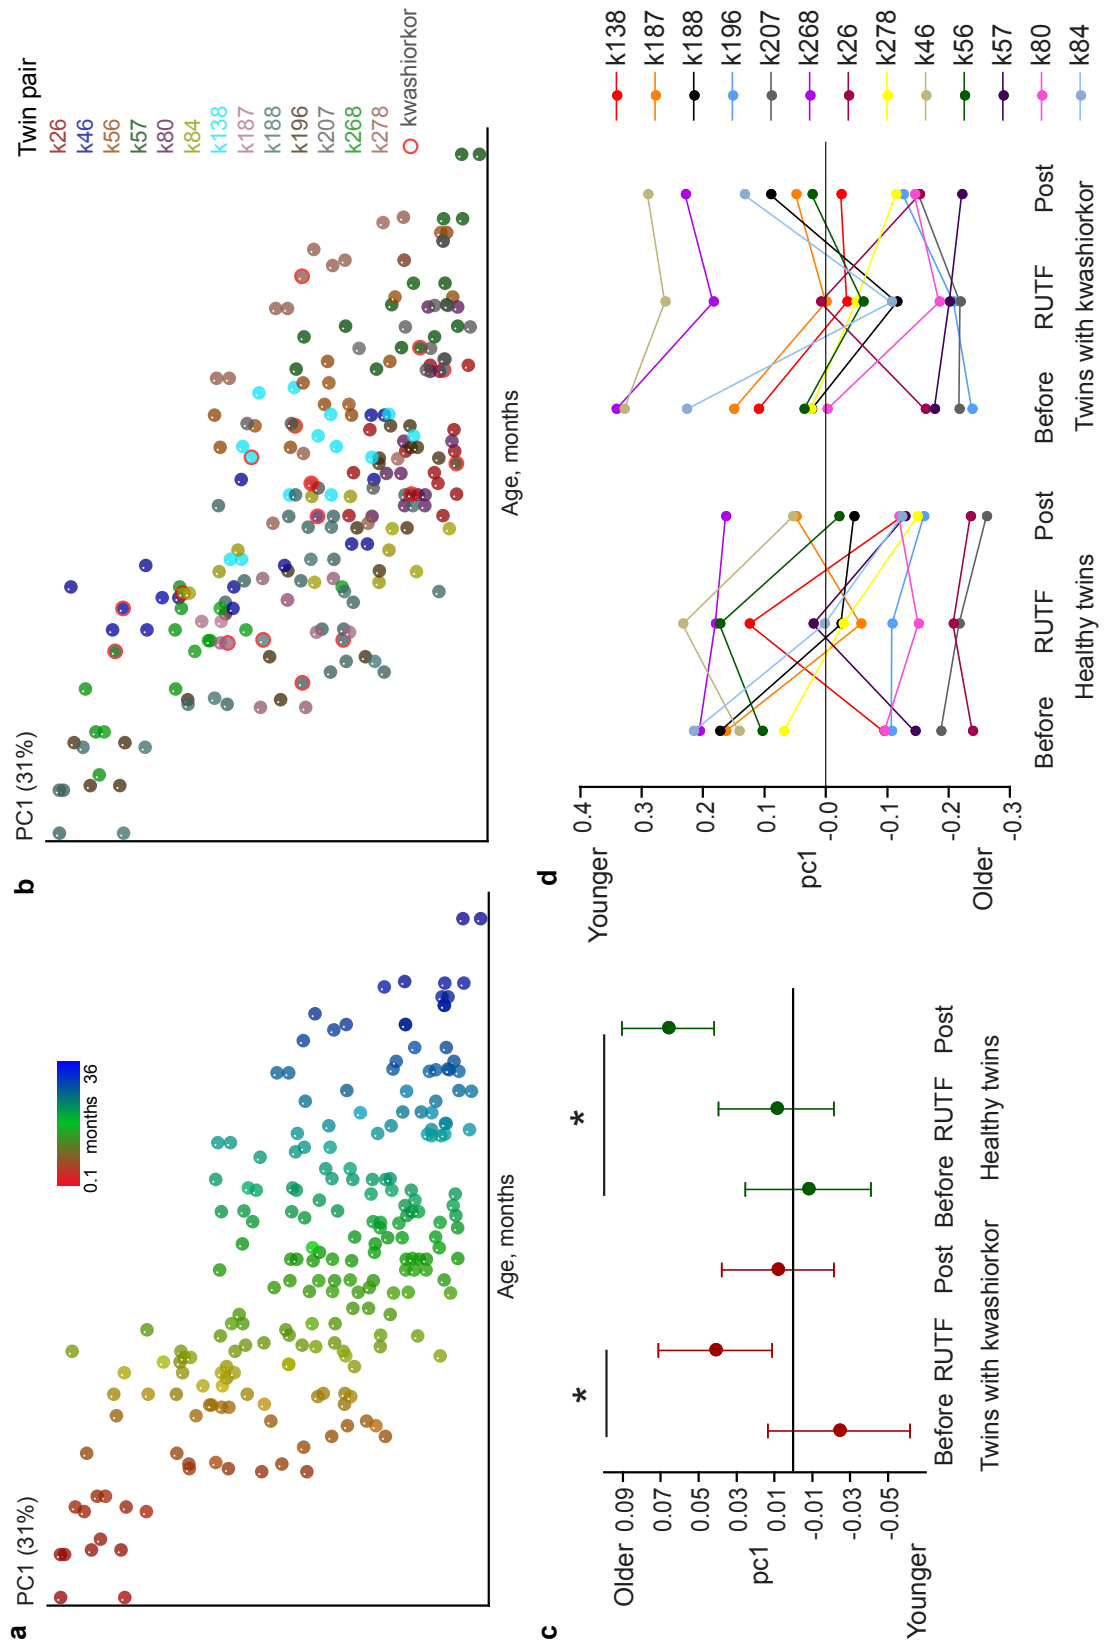 a
PC1 (31%)
0.1 months 36
Age, months
b
PC1 (31%)
Age, months
Twin pair
k26
k46
k56
k57
k80
k84
k138
k187
k188
k196
k207
k268
k278
kwashiorkor
c
Older
0.09
0.07
0.05
0.03
0.01
-0.01
-0.03
-0.05
pc1
Younger
*
*
Before RUTF Post Before RUTF Post
Twins with kwashiorkor Healthy twins
d
Younger
0.4
0.3
0.2
0.1
-0.0
-0.1
-0.2
-0.3
pc1
Older
Before RUTF Post Before RUTF Post
Healthy twins Twins with kwashiorkor
k138
k187
k188
k196
k207
k268
k26
k278
k46
k56
k57
k80
k84